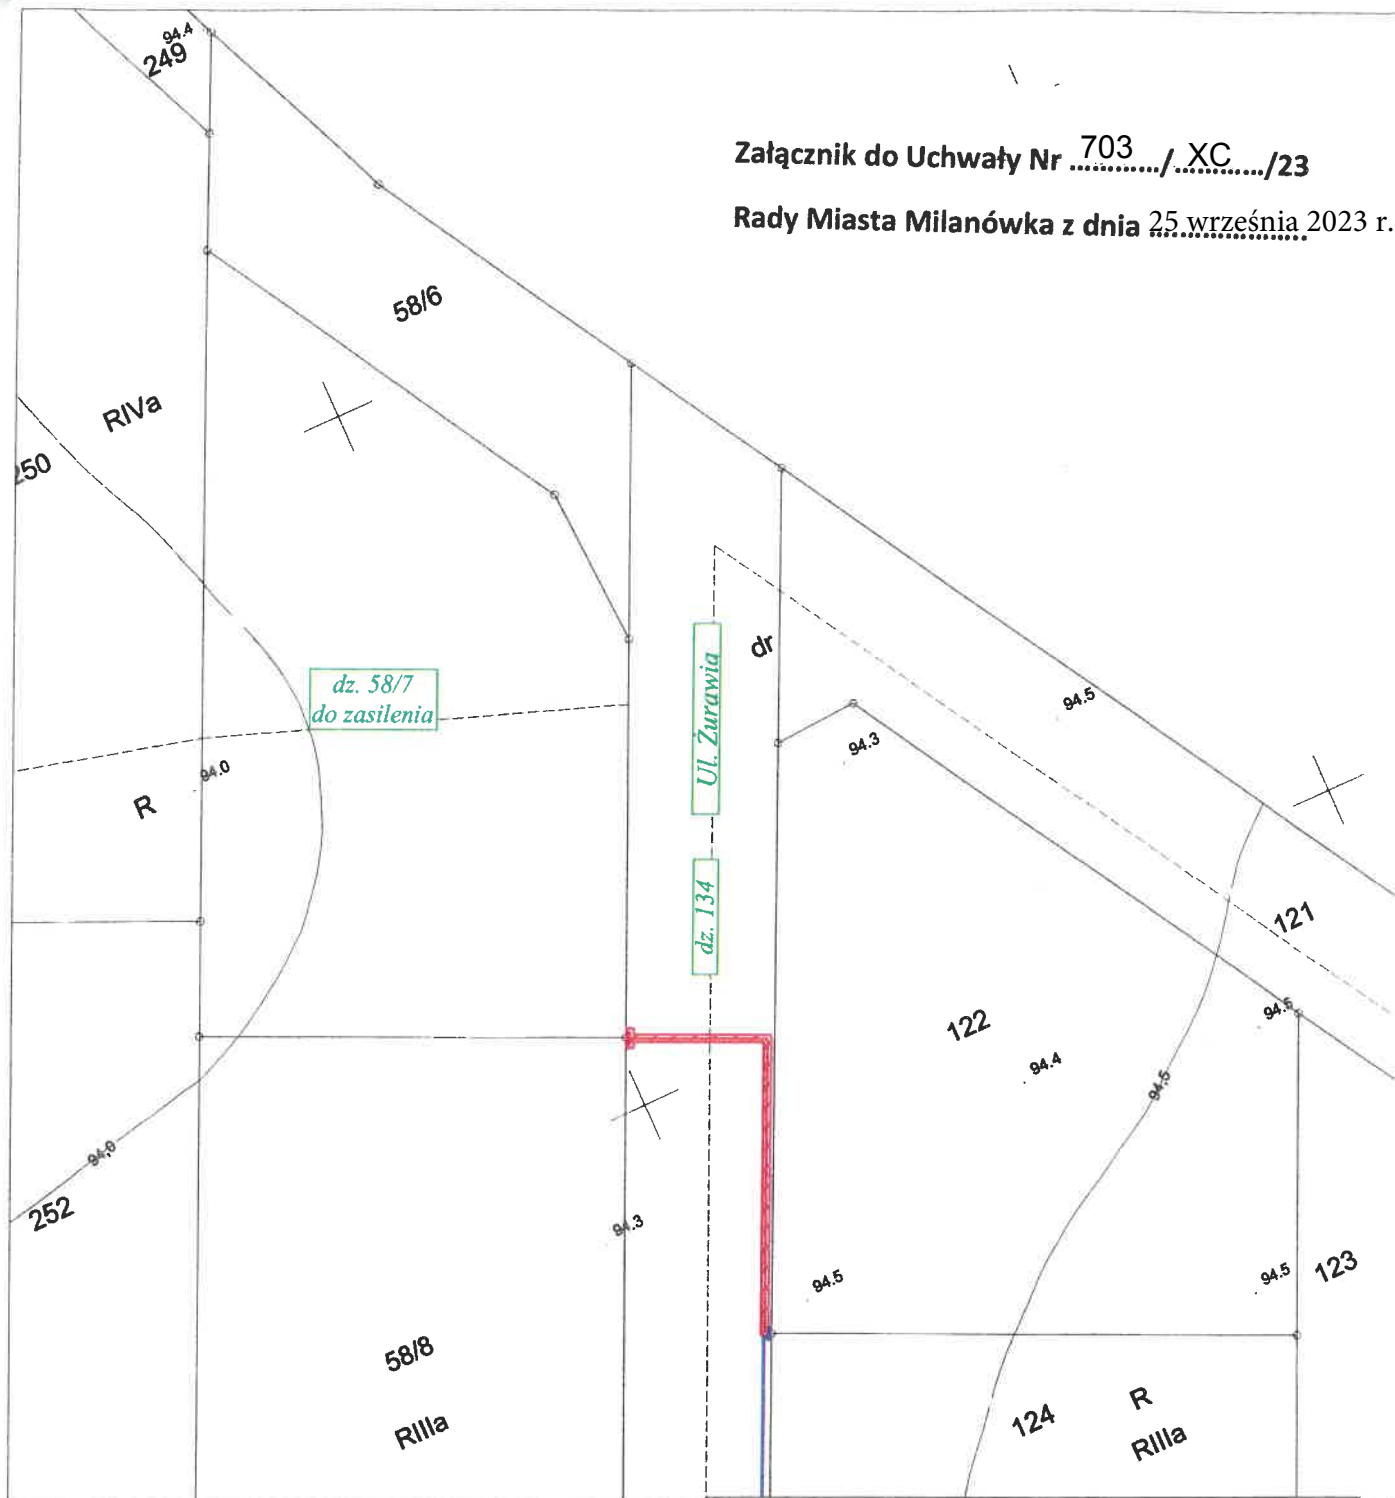 94.4
249
Załącznik do Uchwały Nr 703 / XC /23
Rady Miasta Milanówka z dnia 25 września 2023 r.
58/6
RIVa
250
dr
dz. 58/7
do zasilenia
Ul. Żurawia
94.5
94.3
94.0
R
dz. 134
121
94.5
122
94.4
94.5
94,0
252
94.3
94.5
94.5
123
58/8
RIIIa
124
R
RIIIa